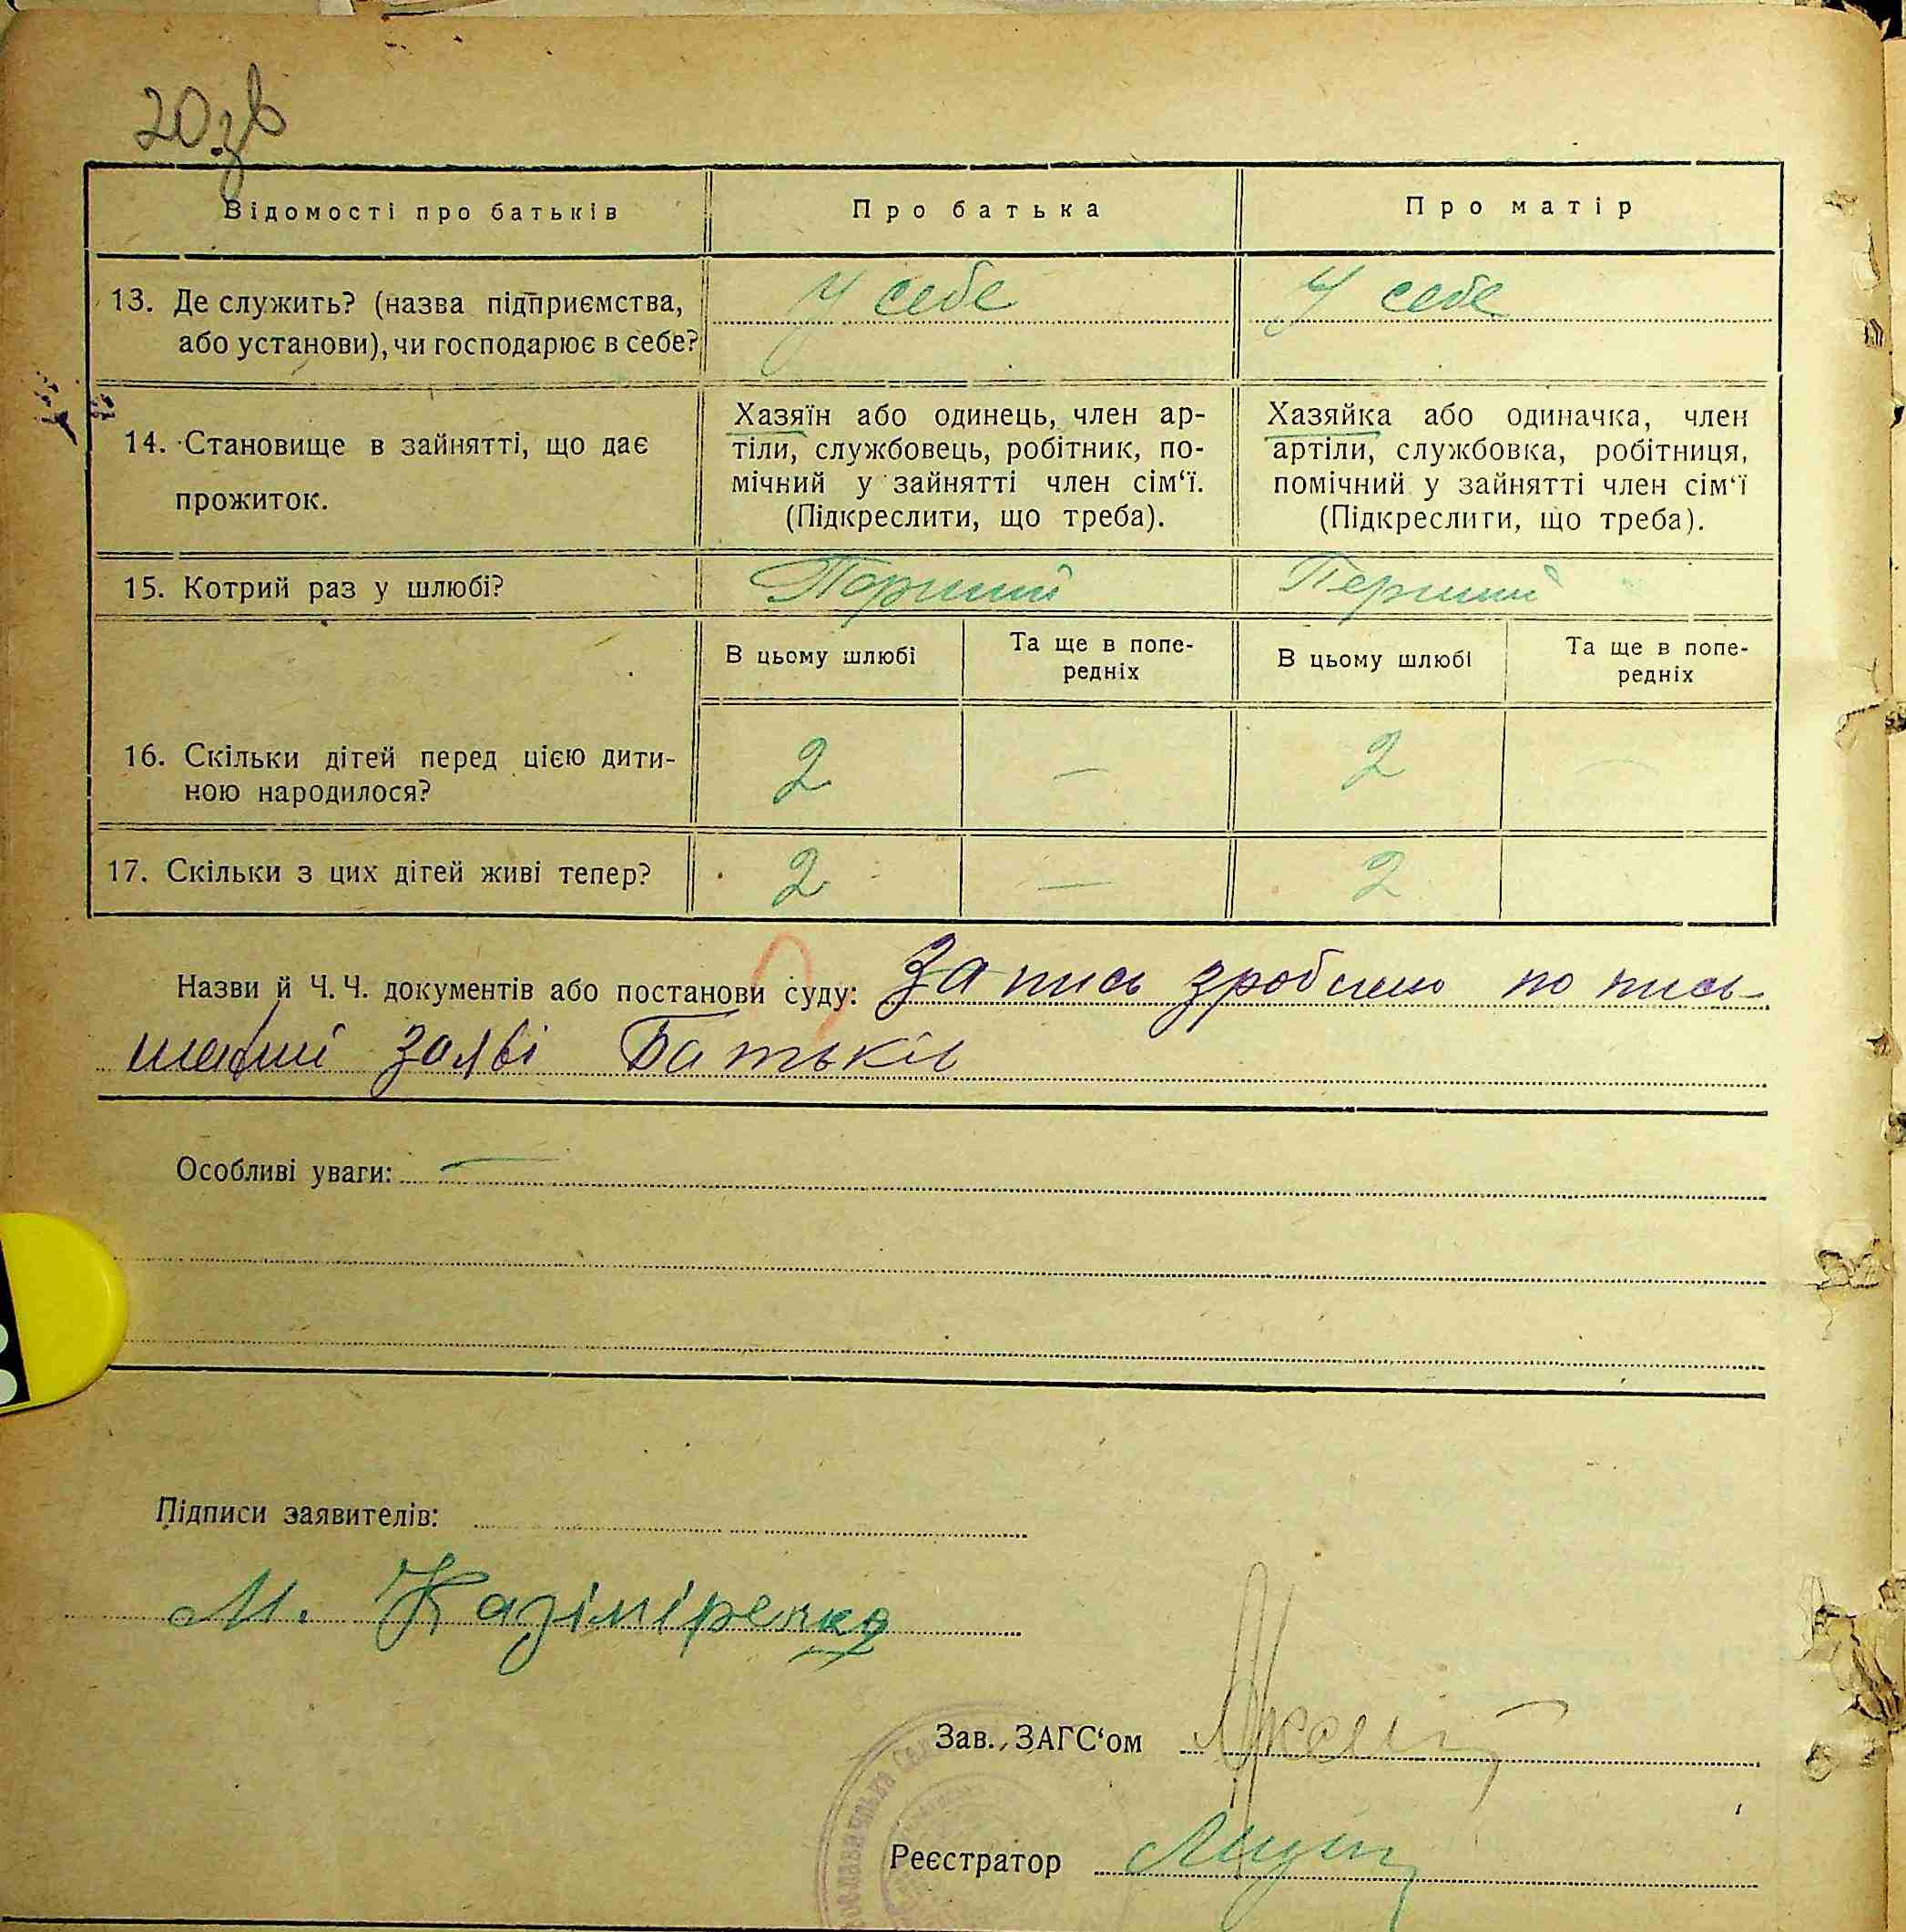 20зв
Відомості про батьків
Про батька
Про матір
13. Де служить? (назва підприємства,
або установи), чи господарює в себе?
У себе
У себе
14. Становище в зайнятті, що дає
прожиток.
Хазяїн або одинець, член ар-
тіли, службовець, робітник, по-
мічний у зайнятті член сім‘ї.
(Підкреслити, що треба).
Хазяйка або одиначка, член
артіли, службовка, робітниця,
помічний у зайнятті член сім‘ї
(Підкреслити, що треба).
15. Котрий раз у шлюбі?
Перший
Перший
В цьому шлюбі
Та ще в попе-
редніх
В цьому шлюбі
Та ще в попе-
редніх
16. Скільки дітей перед цією дити-
ною народилося?
2
—
2
—
17. Скільки з цих дітей живі тепер?
2
—
2
Назви й Ч. Ч. документів або постанови суду: Запись зроблено по пись-
заяві Батьків
Особливі уваги: —
Підписи заявителів:
М. Казіміренко
Зав. ЗАГС‘ом
Реєстратор